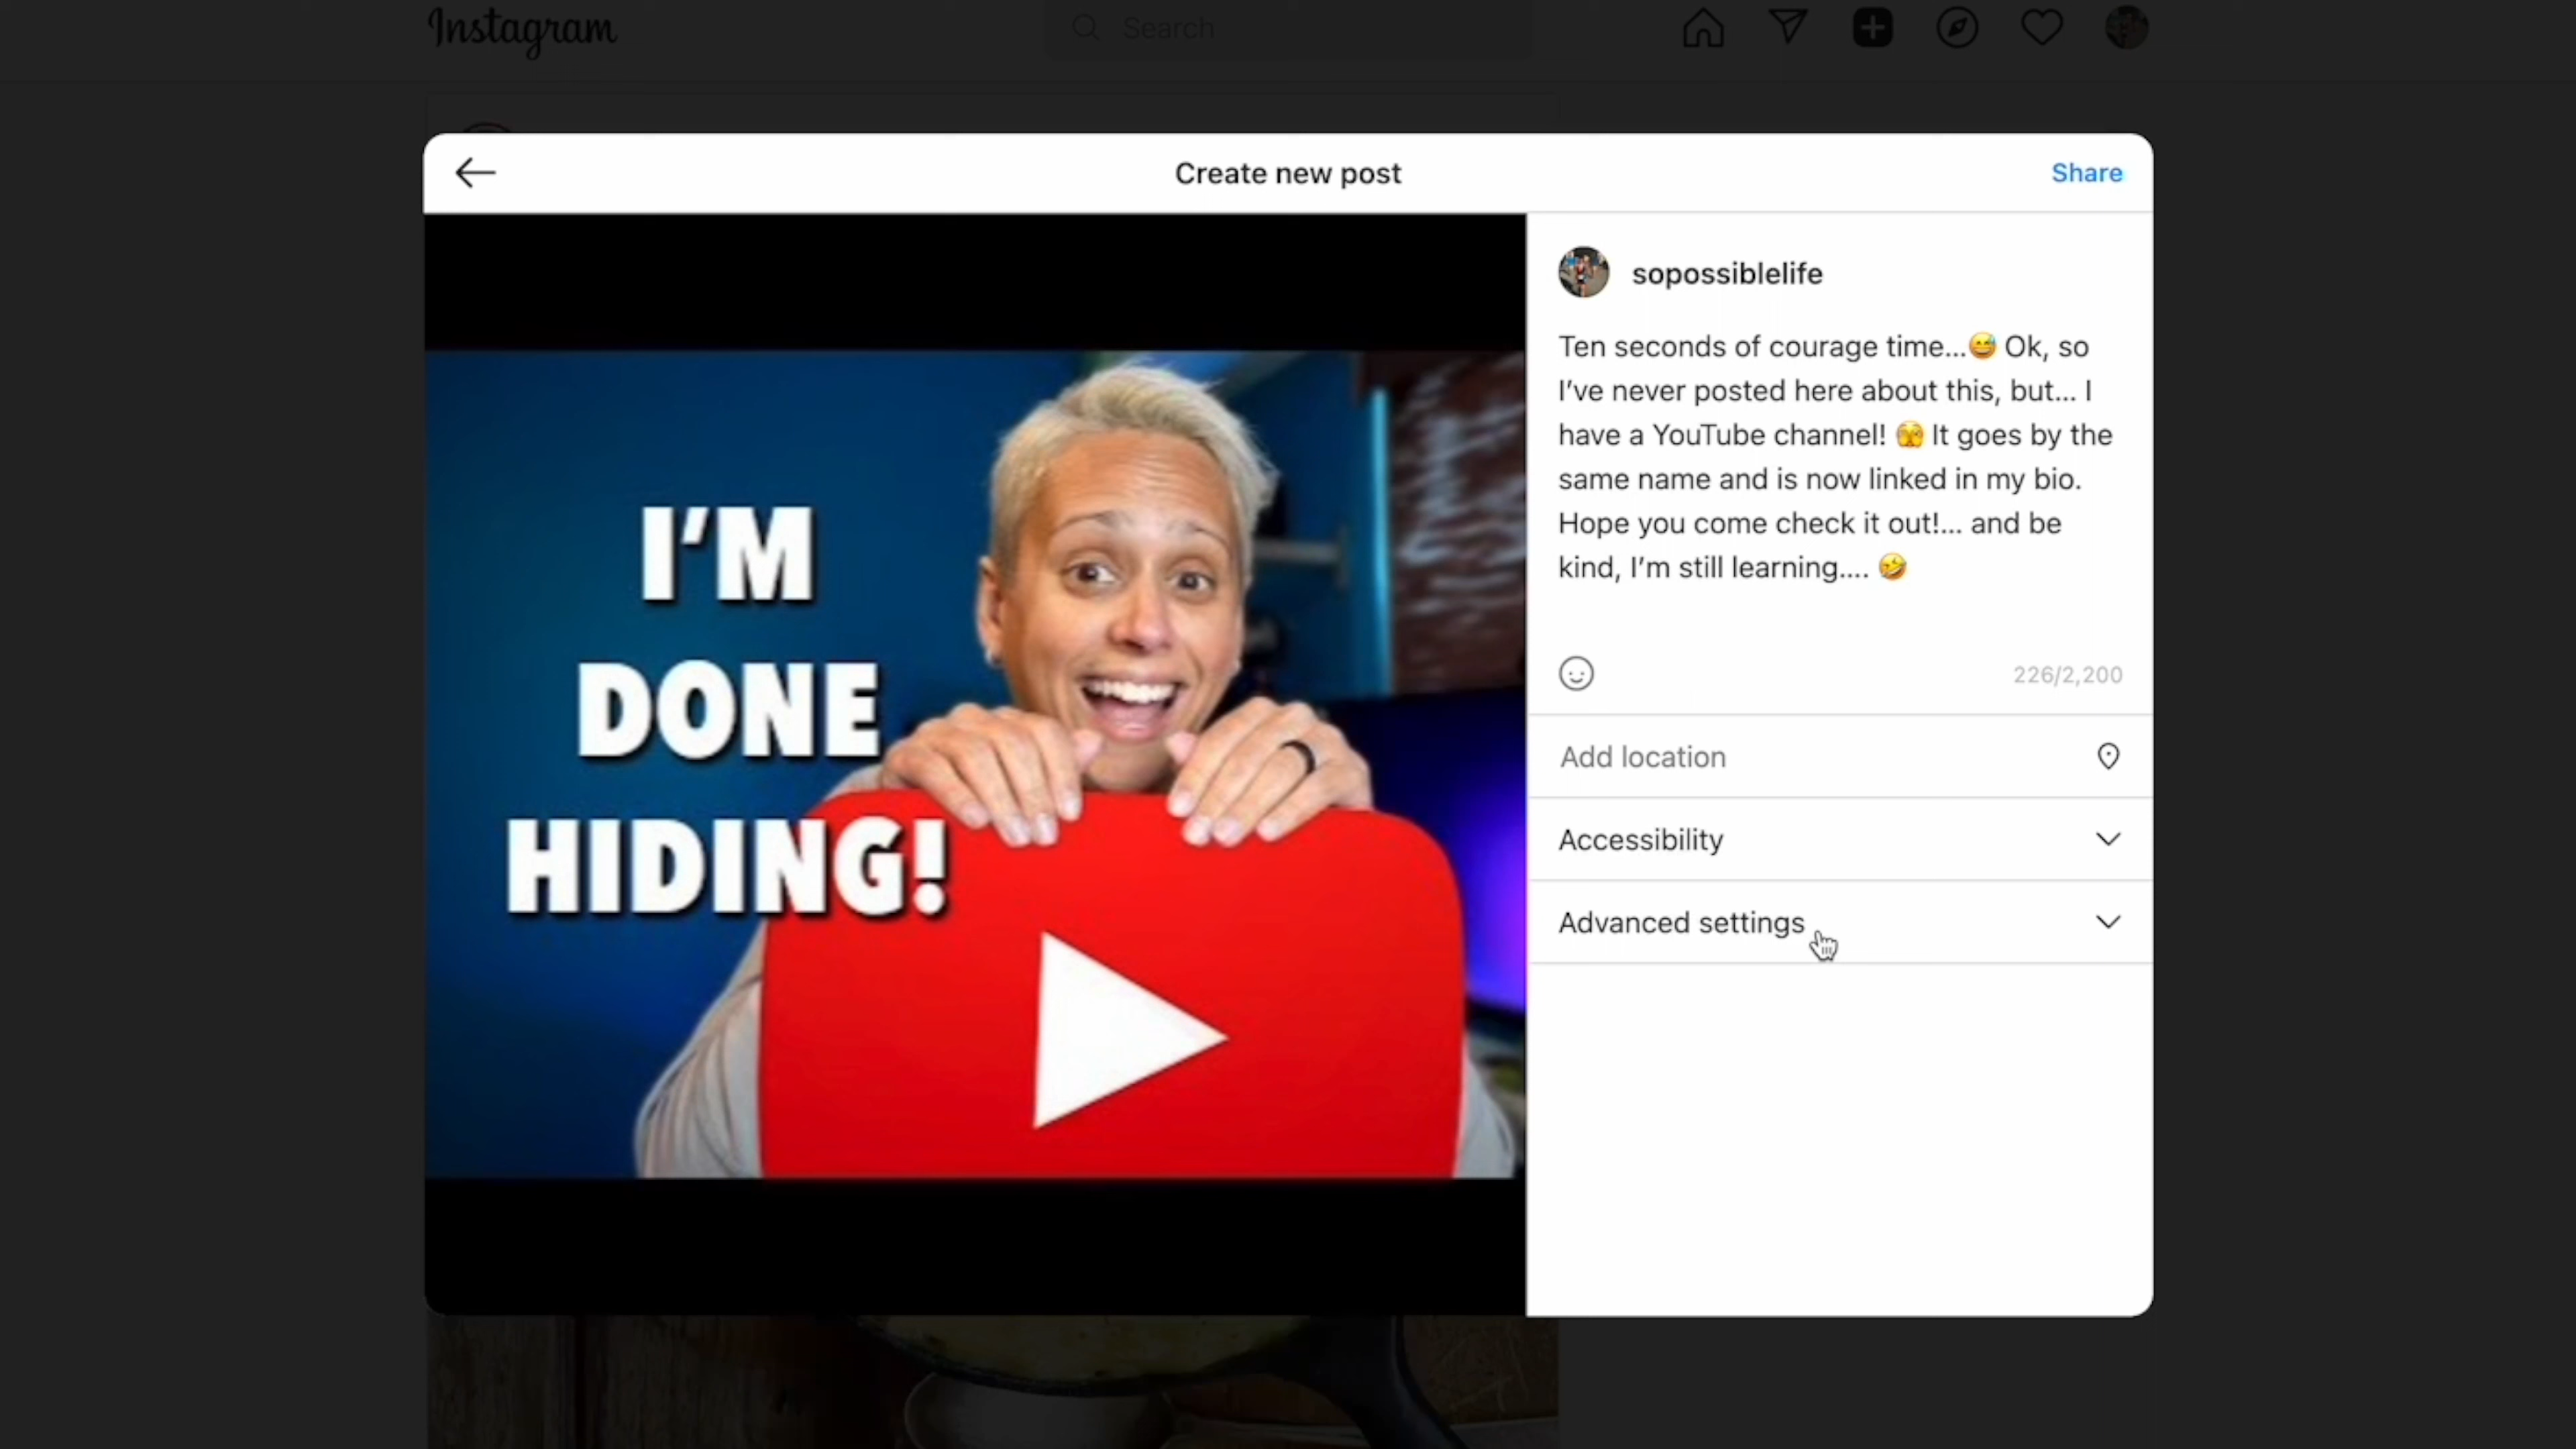 Instagram
Search
Create new post
Share
sopossiblelife
Ten seconds of courage time...😅 Ok, so
I've never posted here about this, but... I
have a YouTube channel! 🫣 It goes by the
same name and is now linked in my bio.
Hope you come check it out!... and be
kind, I'm still learning.... 🤣
226/2,200
Add location
Accessibility
Advanced settings
I'M
DONE
HIDING!